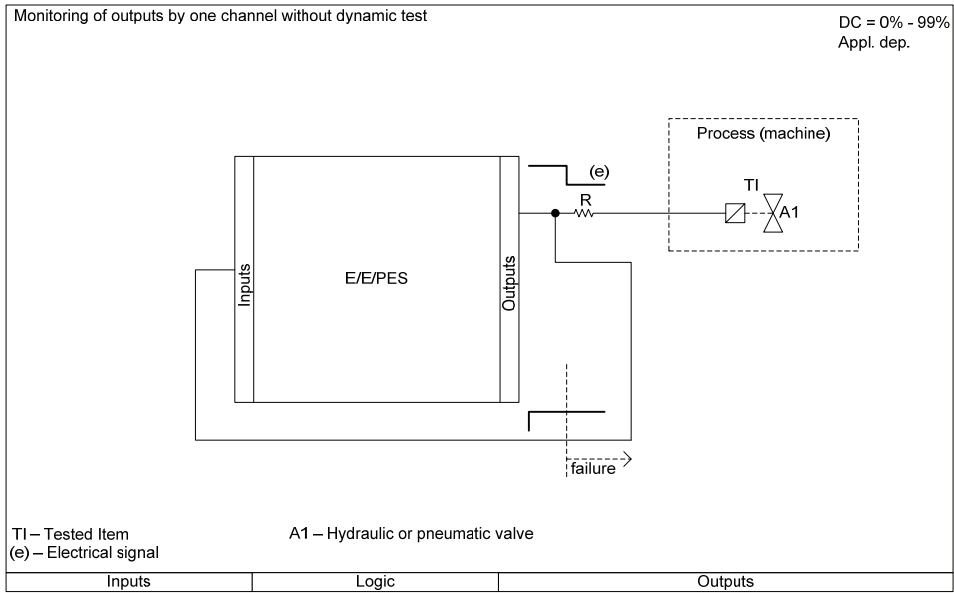 Monitoring of outputs by one channel without dynamic test
DC = 0% - 99%
Appl. dep.
Process (machine)
(e)
TI
R
A1
Inputs
E/E/PES
Outputs
failure
TI – Tested Item
A1 – Hydraulic or pneumatic valve
(e) – Electrical signal
Inputs
Logic
Outputs